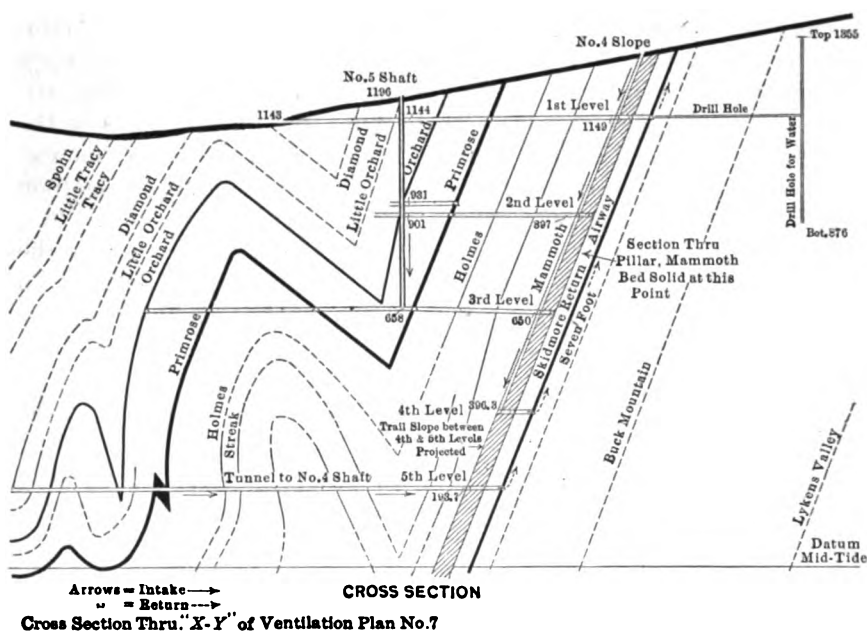 Top 1355
No.4 Slope
No.5 Shaft
1196
1143
1144
1st Level
Drill Hole
1149
Drill Hole for Water
Bot.876
Spohn
Little Tracy
Tracy
Diamond
Little Orchard
Orchard
Diamond
Little Orchard
Orchard
Primrose
931
2nd Level
901
897
Holmes
Mammoth
Skidmore Return Airway
Seven Foot
Section Thru
Pillar, Mammoth
Bed Solid at this
Point
3rd Level
658
650
Primrose
Holmes
Streak
4th Level
396.3
Trail Slope between
4th & 5th Levels
Projected
Buck Mountain
Lykens Valley
Tunnel to No.4 Shaft
5th Level
193.7
Datum
Mid-Tide
Arrows = Intake
„ = Return
CROSS SECTION
Cross Section Thru."X-Y" of Ventilation Plan No.7